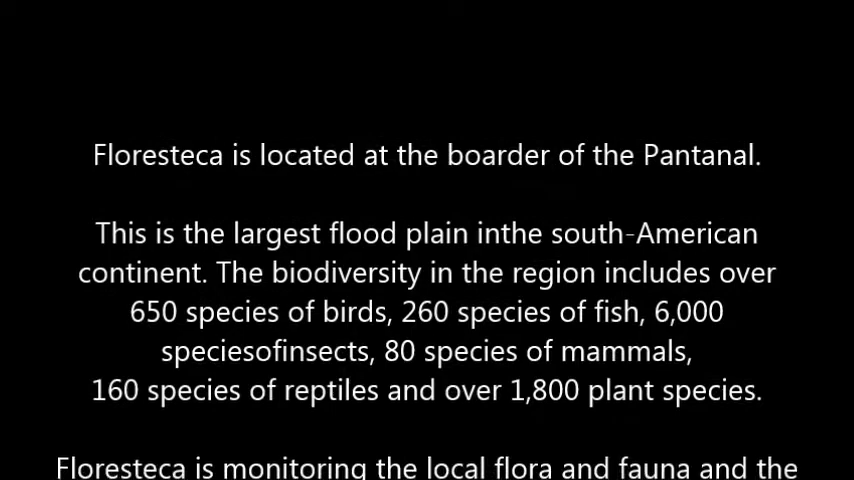 Floresteca is located at the boarder of the Pantanal.
This is the largest flood plain inthe south-American
continent. The biodiversity in the region includes over
650 species of birds, 260 species of fish, 6,000
speciesofinsects, 80 species of mammals,
160 species of reptiles and over 1,800 plant species.
Floresteca is monitoring the local flora and fauna and the